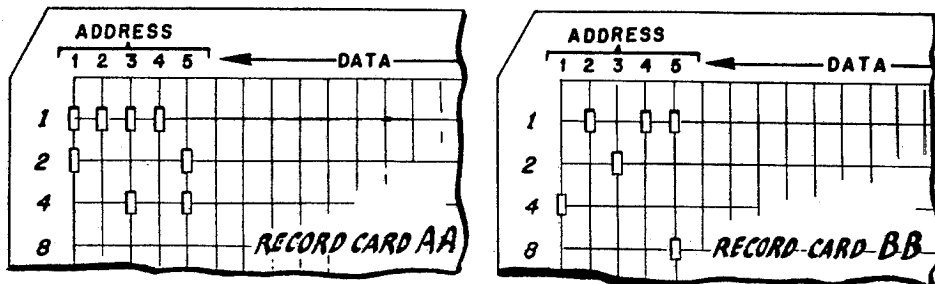 ADDRESS
1 2 3 4 5 DATA
1
2
4
8 RECORD CARD AA
ADDRESS
1 2 3 4 5 DATA
1
2
4
8 RECORD CARD BB